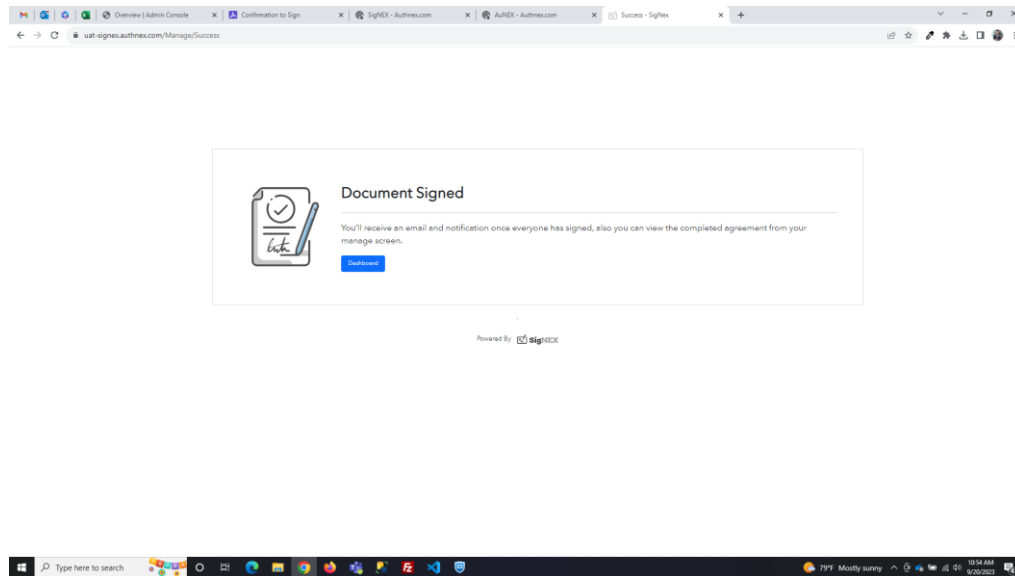 Overview | Admin Console
Confirmation to Sign
SigNEX - Authnex.com
AuNEX - Authnex.com
Success - SigNex
uat-signex.authnex.com/Manage/Success
Document Signed
You'll receive an email and notification once everyone has signed, also you can view the completed agreement from your
manage screen.
Dashboard
Powered By SigNEX
Type here to search
79°F Mostly sunny
10:54 AM
9/20/2023